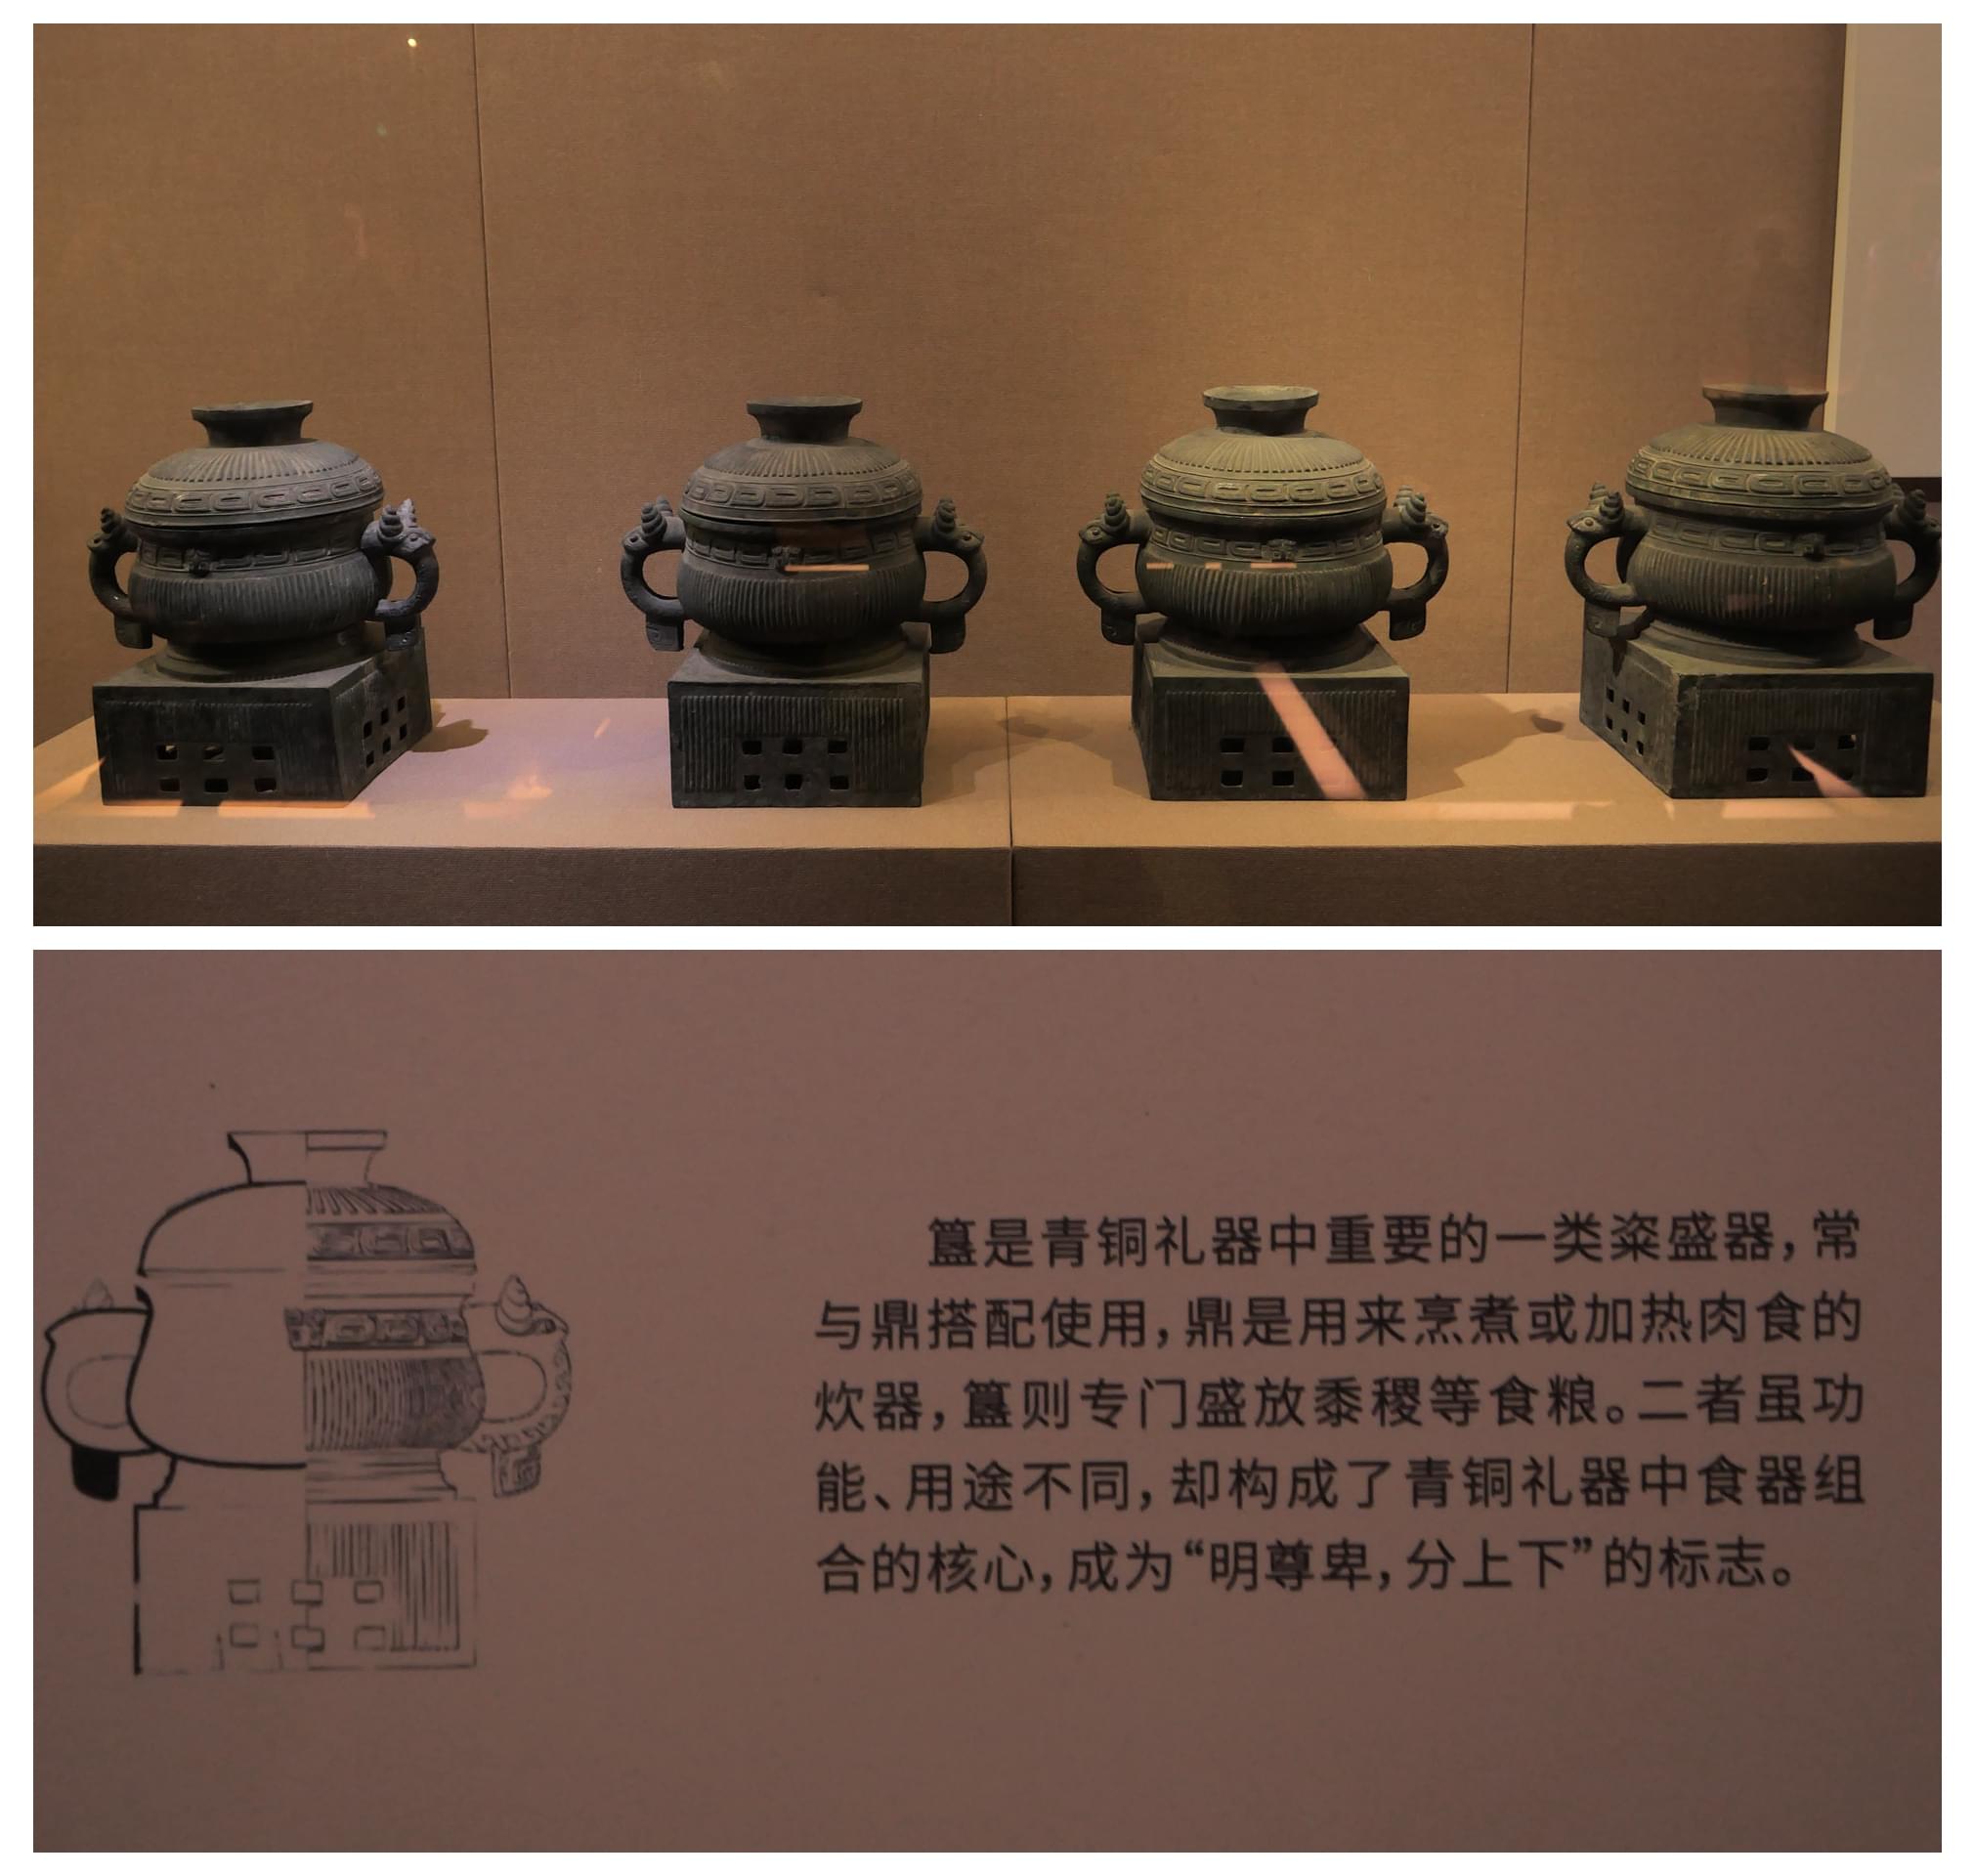 簋是青铜礼器中重要的一类粢盛器，常
与鼎搭配使用，鼎是用来烹煮或加热肉食的
炊器，簋则专门盛放黍稷等食粮。二者虽功
能、用途不同，却构成了青铜礼器中食器组
合的核心，成为“明尊卑，分上下”的标志。